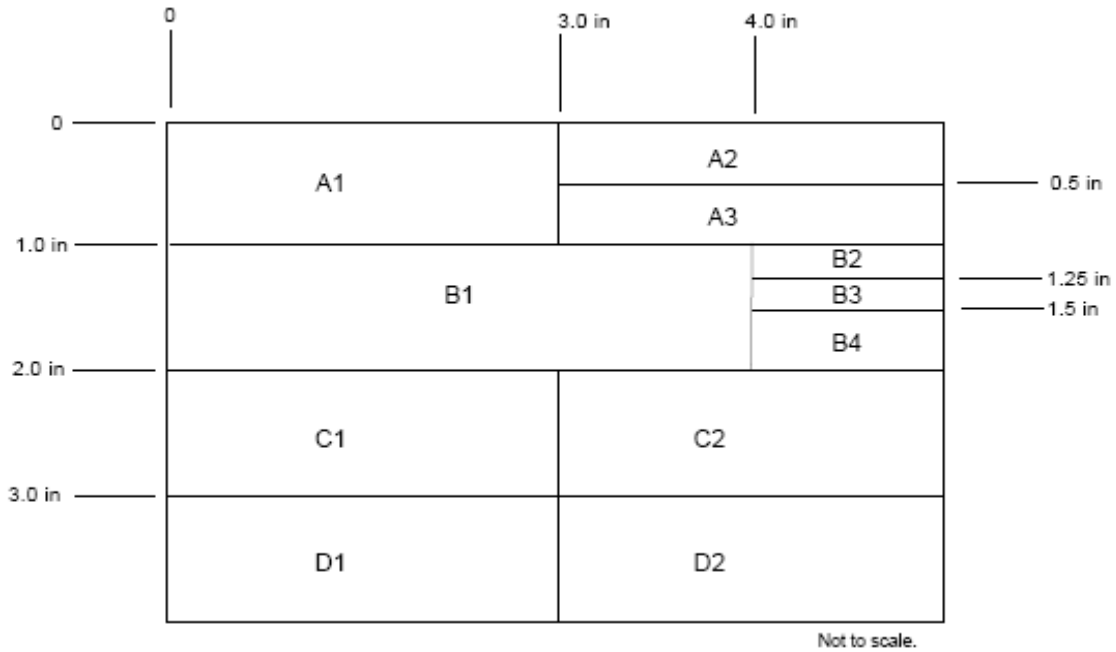 0 3.0 in 4.0 in
0
A1 A2
0.5 in
A3
1.0 in
B2
1.25 in
B1 B3
1.5 in
B4
2.0 in
C1 C2
3.0 in
D1 D2
Not to scale.